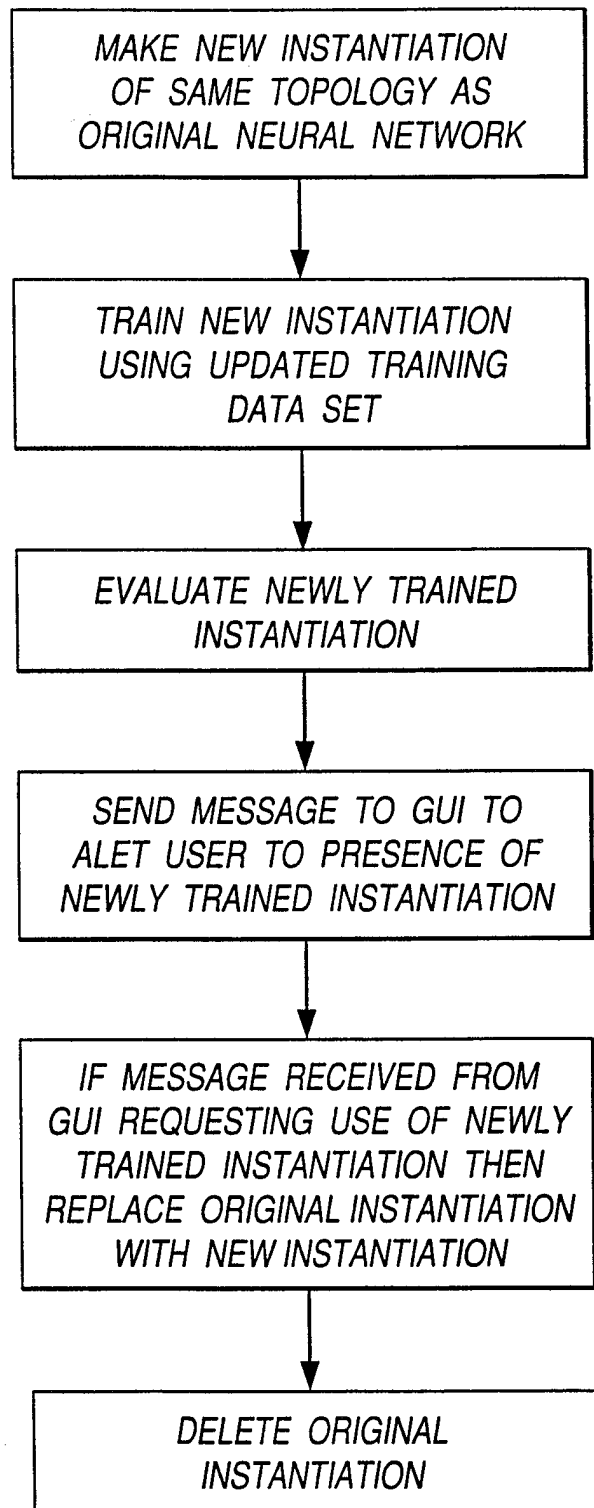 MAKE NEW INSTANTIATION
OF SAME TOPOLOGY AS
ORIGINAL NEURAL NETWORK
TRAIN NEW INSTANTIATION
USING UPDATED TRAINING
DATA SET
EVALUATE NEWLY TRAINED
INSTANTIATION
SEND MESSAGE TO GUI TO
ALET USER TO PRESENCE OF
NEWLY TRAINED INSTANTIATION
IF MESSAGE RECEIVED FROM
GUI REQUESTING USE OF NEWLY
TRAINED INSTANTIATION THEN
REPLACE ORIGINAL INSTANTIATION
WITH NEW INSTANTIATION
DELETE ORIGINAL
INSTANTIATION